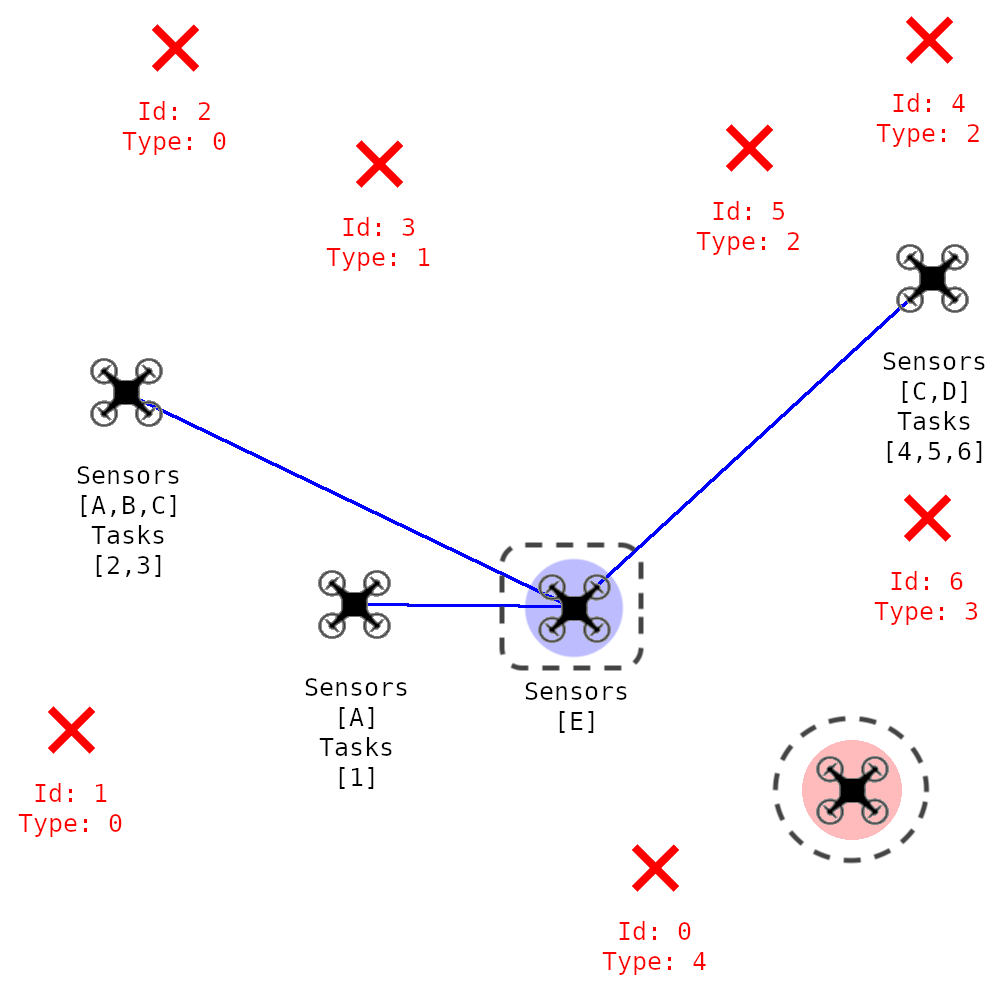 Id: 2
Type: 0
Id: 4
Type: 2
Id: 3
Type: 1
Id: 5
Type: 2
Sensors
[C,D]
Tasks
[4,5,6]
Sensors
[A,B,C]
Tasks
[2,3]
Id: 6
Type: 3
Sensors
[A]
Tasks
[1]
Sensors
[E]
Id: 1
Type: 0
Id: 0
Type: 4